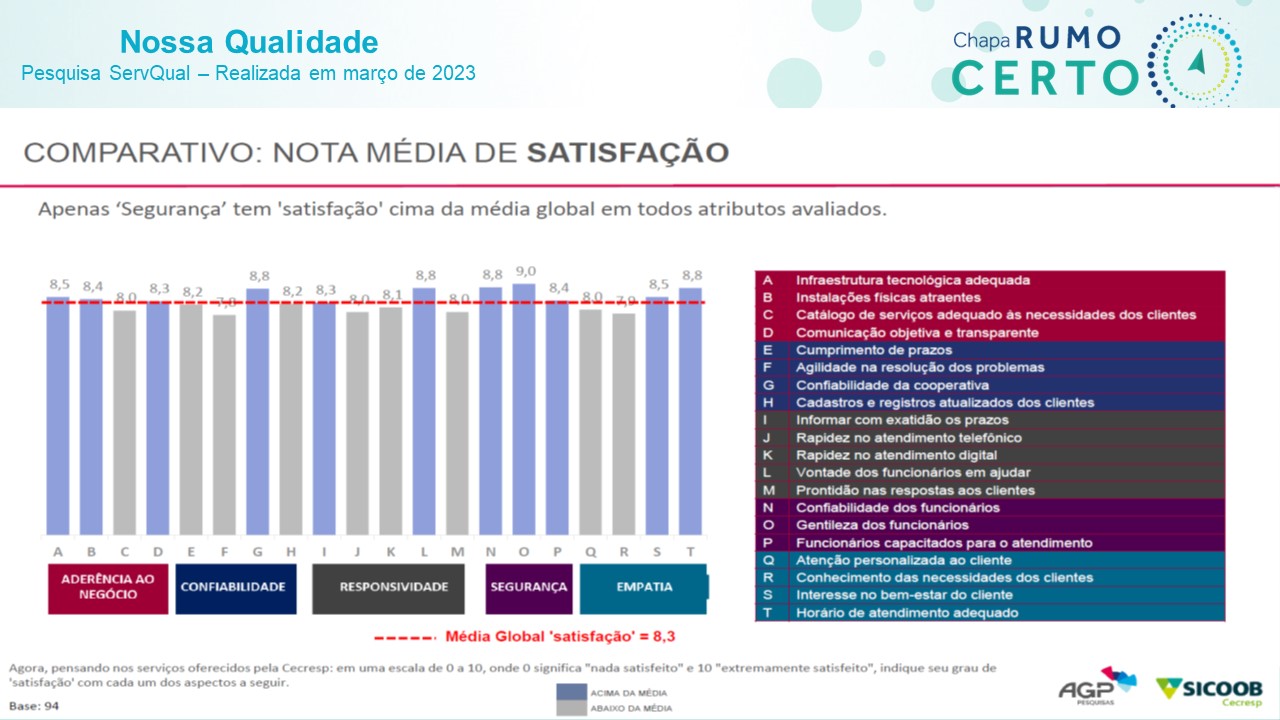 Nossa Qualidade
Pesquisa ServQual – Realizada em março de 2023
Chapa RUMO
CERTO
COMPARATIVO: NOTA MÉDIA DE SATISFAÇÃO
Apenas ‘Segurança’ tem 'satisfação' cima da média global em todos atributos avaliados.
8,5 8,4 8,0 8,3 8,2 8,8 8,2 8,3 8,0 8,1 8,8 8,0 8,8 9,0 8,4 8,0 7,9 8,5 8,8
A B C D E F G H I J K L M N O P Q R S T
ADERÊNCIA AO
NEGÓCIO
CONFIABILIDADE
RESPONSIVIDADE
SEGURANÇA
EMPATIA
Média Global 'satisfação' = 8,3
A Infraestrutura tecnológica adequada
B Instalações físicas atraentes
C Catálogo de serviços adequado às necessidades dos clientes
D Comunicação objetiva e transparente
E Cumprimento de prazos
F Agilidade na resolução dos problemas
G Confiabilidade da cooperativa
H Cadastros e registros atualizados dos clientes
I Informar com exatidão os prazos
J Rapidez no atendimento telefônico
K Rapidez no atendimento digital
L Vontade dos funcionários em ajudar
M Prontidão nas respostas aos clientes
N Confiabilidade dos funcionários
O Gentileza dos funcionários
P Funcionários capacitados para o atendimento
Q Atenção personalizada ao cliente
R Conhecimento das necessidades dos clientes
S Interesse no bem-estar do cliente
T Horário de atendimento adequado
Agora, pensando nos serviços oferecidos pela Cecresp: em uma escala de 0 a 10, onde 0 significa "nada satisfeito" e 10 "extremamente satisfeito", indique seu grau de
'satisfação' com cada um dos aspectos a seguir.
Base: 94
ACIMA DA MÉDIA
ABAIXO DA MÉDIA
AGP
PESQUISAS
SICOOB
Cecresp